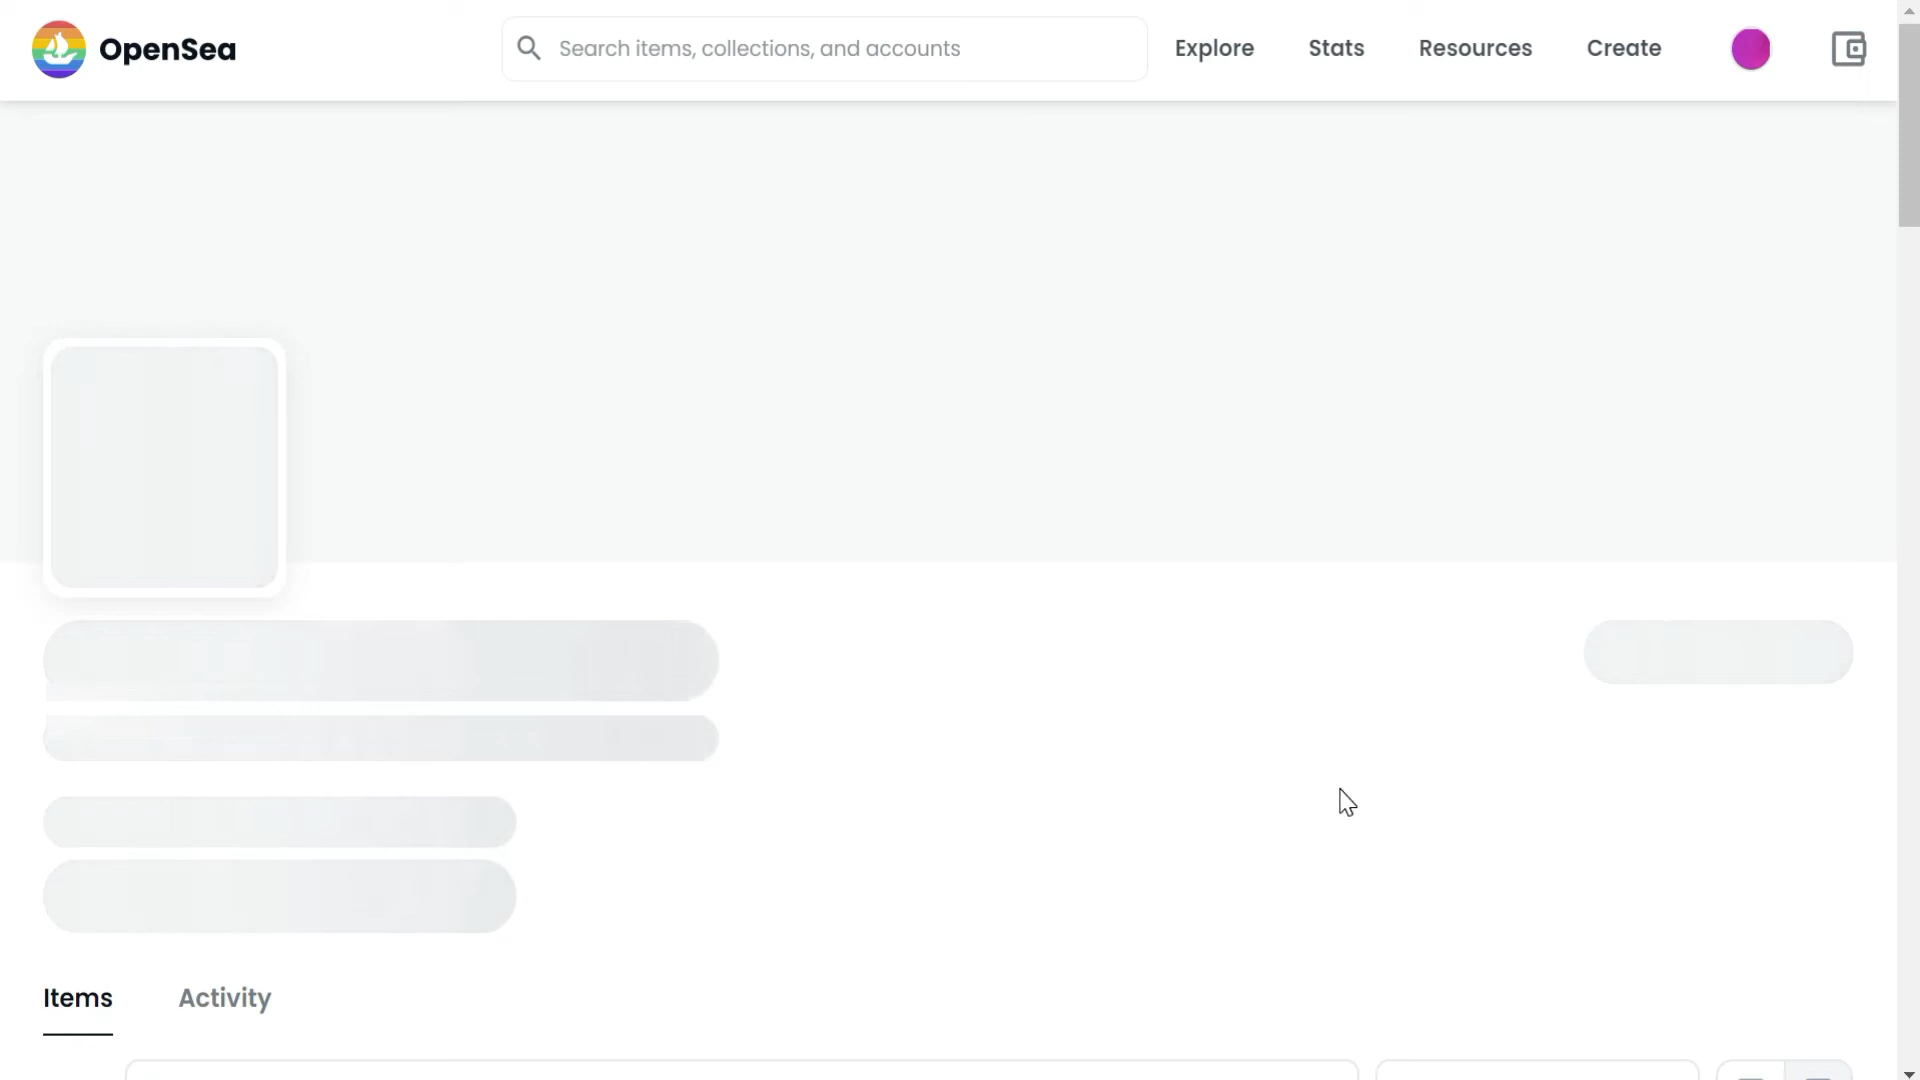 OpenSea
Search items, collections, and accounts
Explore
Stats
Resources
Create
Items
Activity